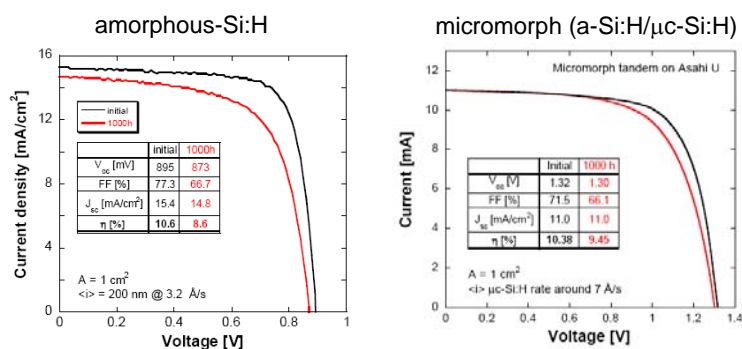 amorphous-Si:H
micromorph (a-Si:H/μc-Si:H)
16
12
8
4
0
Current density [mA/cm²]
initial
1000h
initial 1000h
Voc [mV] 895 873
FF [%] 77.3 66.7
Jsc [mA/cm²] 15.4 14.8
η [%] 10.6 8.6
A = 1 cm²
<i> = 200 nm @ 3.2 Å/s
0 0.2 0.4 0.6 0.8 1
Voltage [V]
Micromorph tandem on Asahi U
10
8
6
4
2
0
Current [mA]
Initial 1000 h
Voc [V] 1.32 1.30
FF [%] 71.5 66.1
Jsc [mA/cm²] 11.0 11.0
η [%] 10.38 9.45
A = 1 cm²
<i> μc-Si:H rate around 7 Å/s
0 0.2 0.4 0.6 0.8 1 1.2 1.4
Voltage [V]